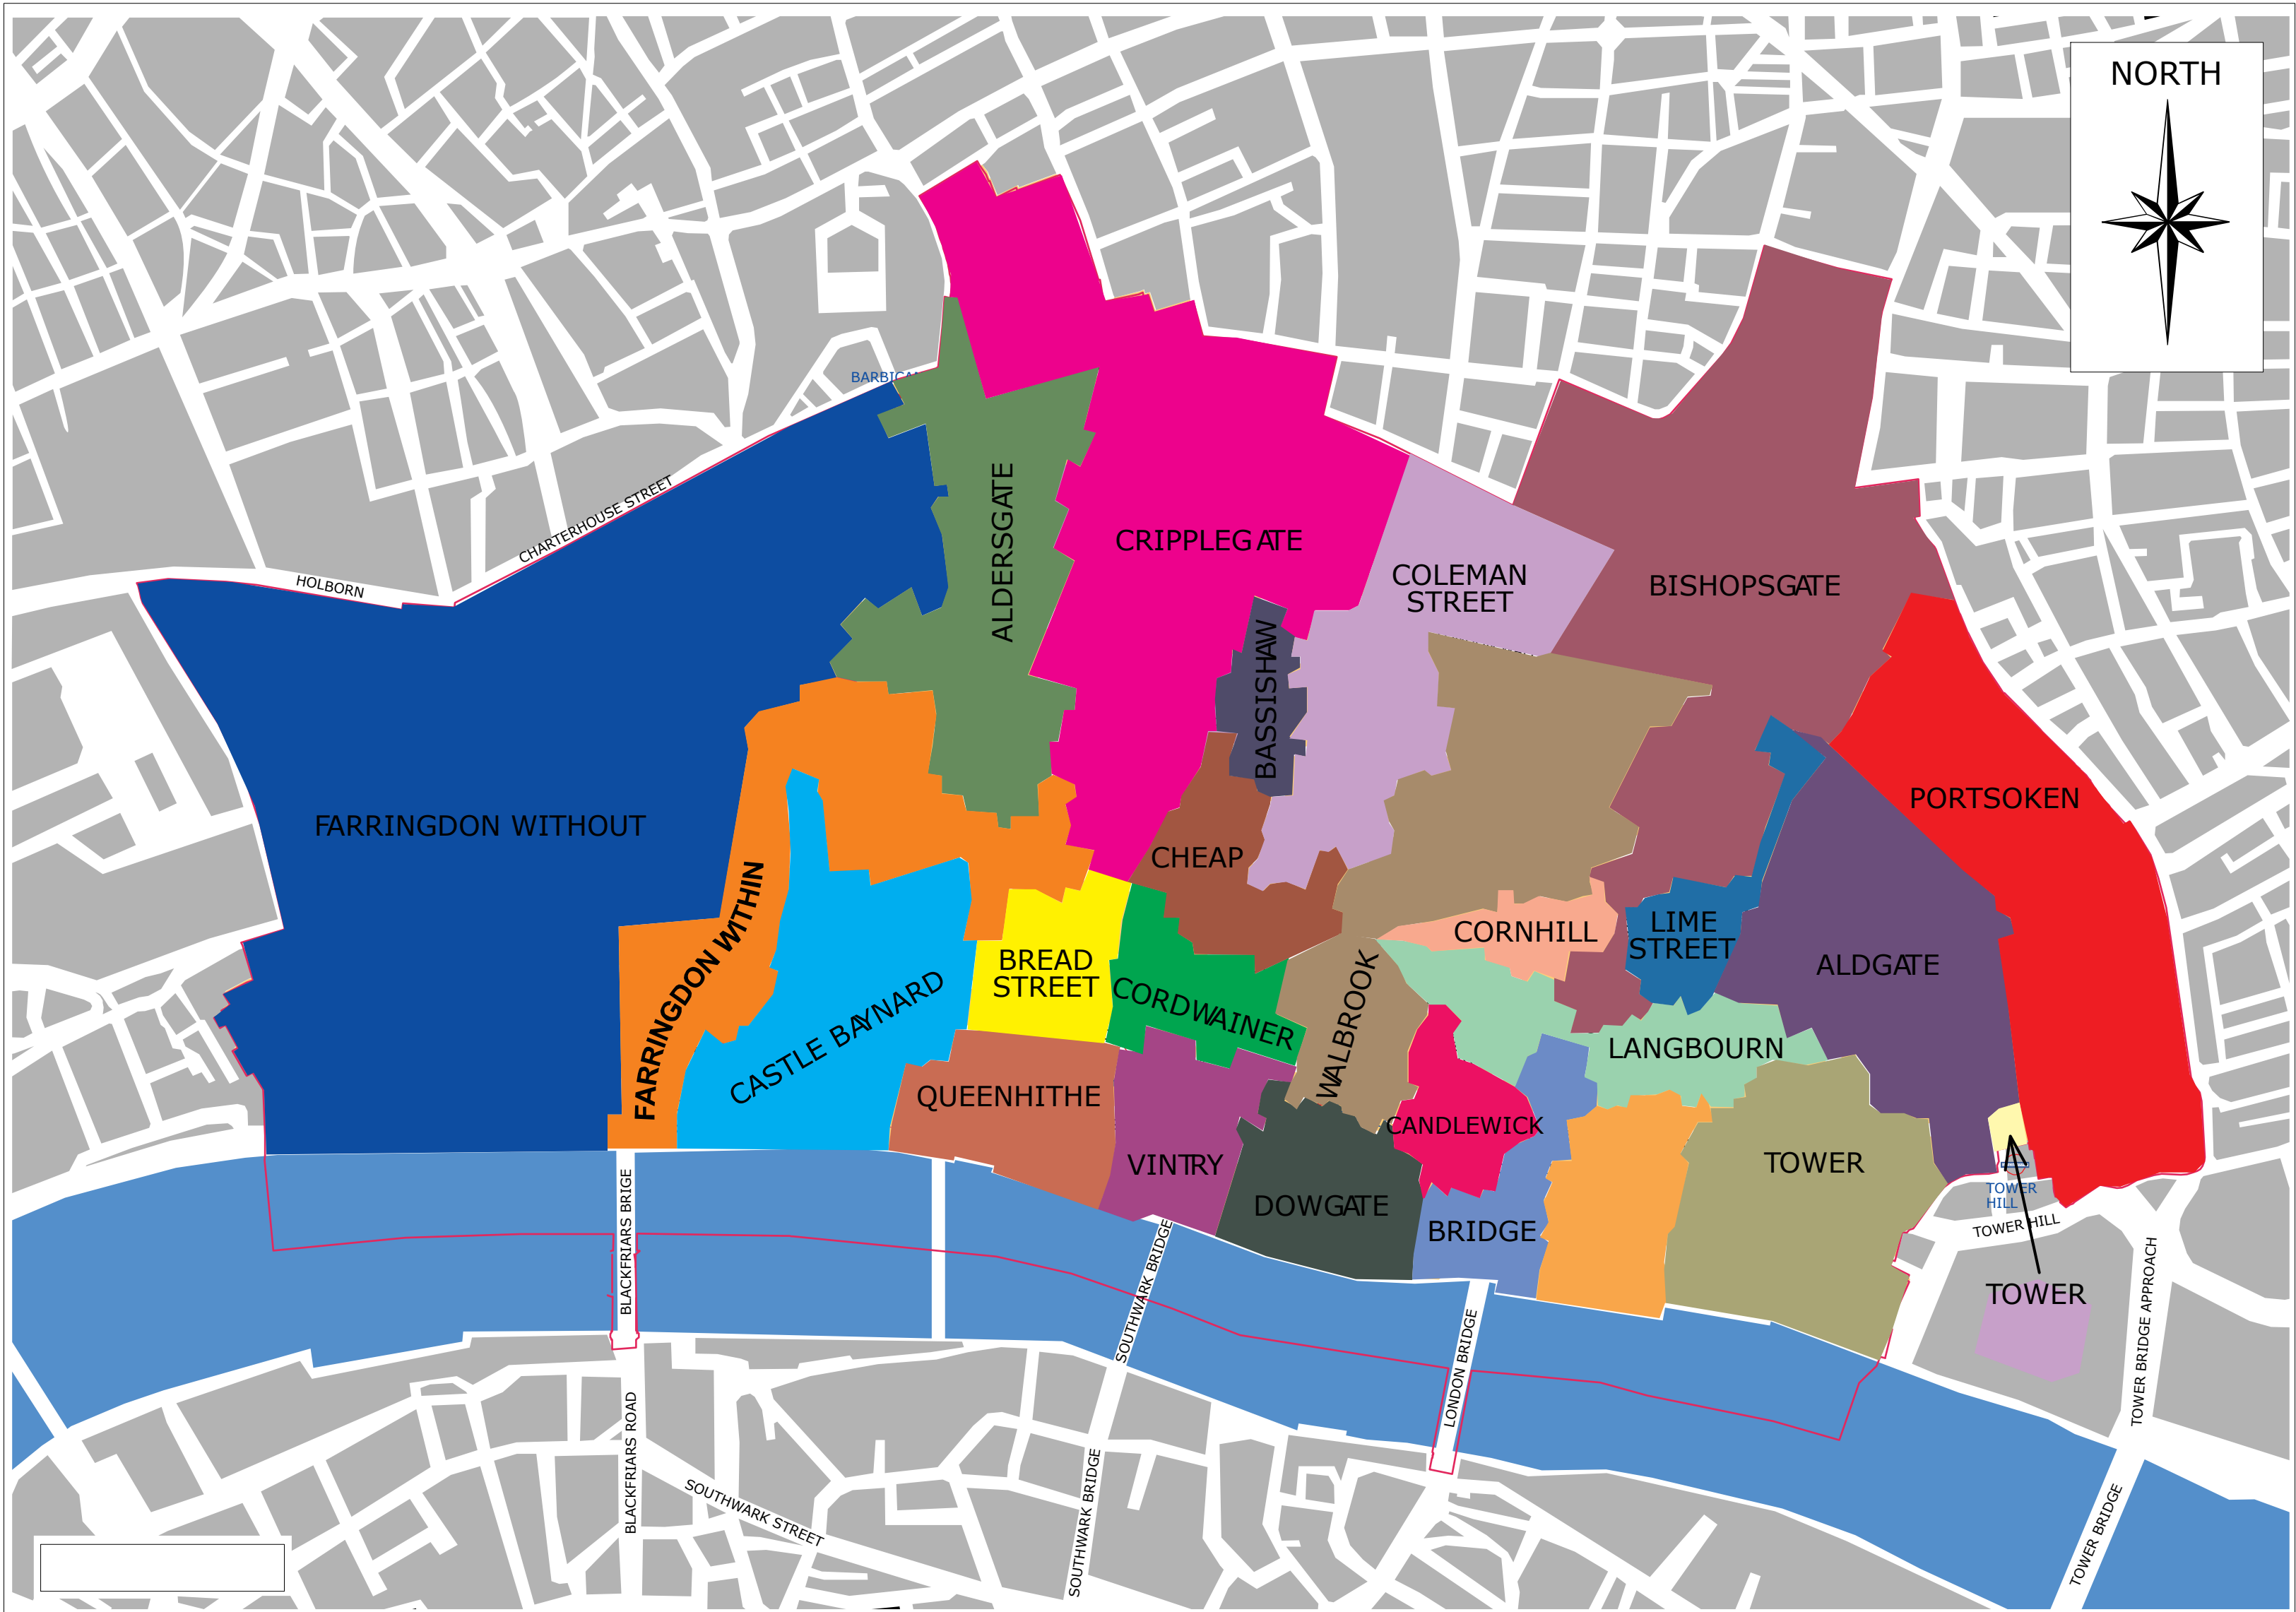 NORTH
BARBICAN
CHARTERHOUSE STREET
HOLBORN
ALDERSGATE
CRIPPLEGATE
COLEMAN
STREET
BISHOPSGATE
BASSISHAW
FARRINGDON WITHOUT
PORTSOKEN
CHEAP
FARRINGDON WITHIN
CORNHILL
LIME
STREET
BREAD
STREET
ALDGATE
CORDWAINER
CASTLE BAYNARD
WALBROOK
LANGBOURN
QUEENHITHE
CANDLEWICK
VINTRY
TOWER
DOWGATE
BRIDGE
TOWER
HILL
TOWER HILL
TOWER
BLACKFRIARS BRIGE
SOUTHWARK BRIDGE
LONDON BRIDGE
TOWER BRIDGE APPROACH
BLACKFRIARS ROAD
SOUTHWARK STREET
SOUTHWARK BRIDGE
TOWER BRIDGE